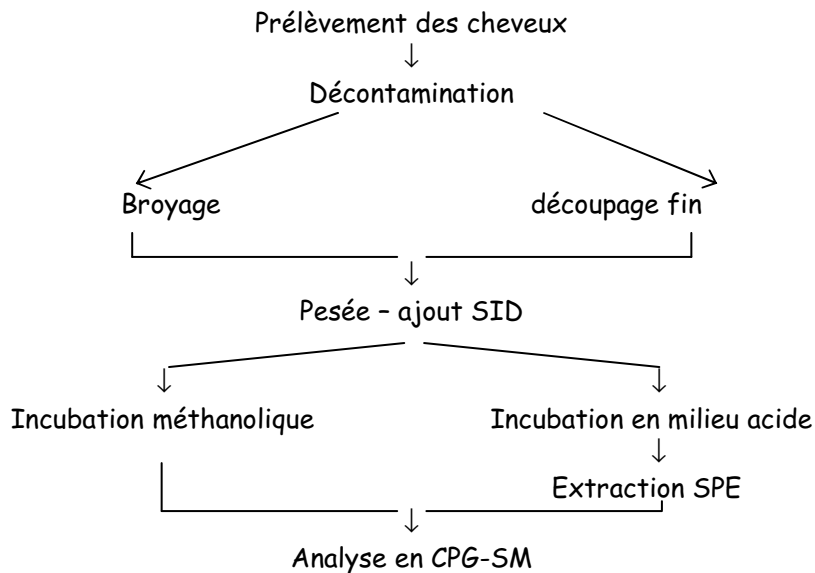 Prélèvement des cheveux
Décontamination
Broyage découpage fin
Pesée – ajout SID
Incubation méthanolique Incubation en milieu acide
Extraction SPE
Analyse en CPG-SM